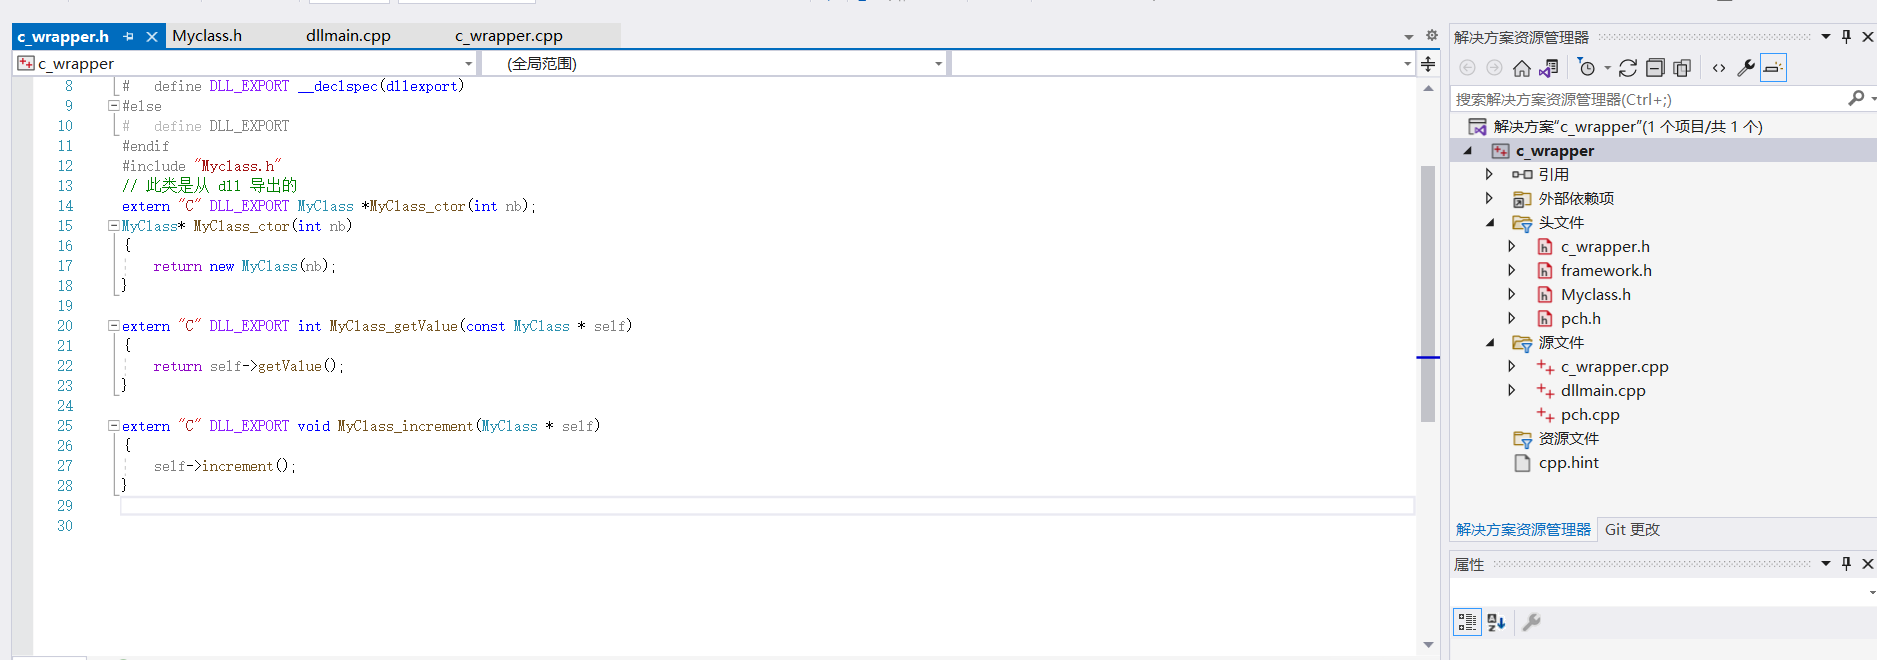 c_wrapper.h Myclass.h dllmain.cpp c_wrapper.cpp
c_wrapper (全局范围)
8 # define DLL_EXPORT __declspec(dllexport)
9 #else
10 # define DLL_EXPORT
11 #endif
12 #include "Myclass.h"
13 // 此类是从 dll 导出的
14 extern "C" DLL_EXPORT MyClass *MyClass_ctor(int nb);
15 MyClass* MyClass_ctor(int nb)
16 {
17 return new MyClass(nb);
18 }
19
20 extern "C" DLL_EXPORT int MyClass_getValue(const MyClass * self)
21 {
22 return self->getValue();
23 }
24
25 extern "C" DLL_EXPORT void MyClass_increment(MyClass * self)
26 {
27 self->increment();
28 }
29
30
解决方案资源管理器
搜索解决方案资源管理器(Ctrl+;)
解决方案"c_wrapper"(1 个项目/共 1 个)
c_wrapper
引用
外部依赖项
头文件
c_wrapper.h
framework.h
Myclass.h
pch.h
源文件
c_wrapper.cpp
dllmain.cpp
pch.cpp
资源文件
cpp.hint
解决方案资源管理器 Git 更改
属性